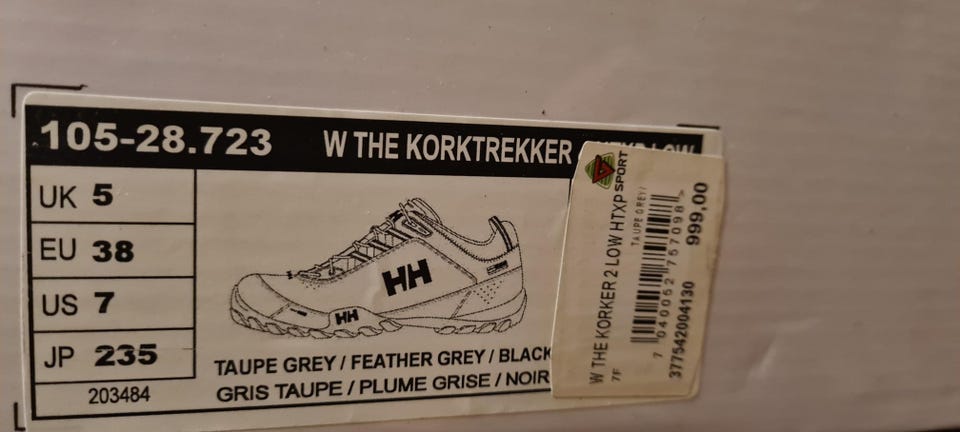 105-28.723 W THE KORKTREKKER LOW
UK 5
EU 38
US 7
JP 235
203484
HH
HH
TAUPE GREY / FEATHER GREY / BLACK
GRIS TAUPE / PLUME GRISE / NOIR
SPORT
W THE KORKER 2 LOW HTXP
7F
TAUPE GREY/
7 040052 757098
377542004130
999,00